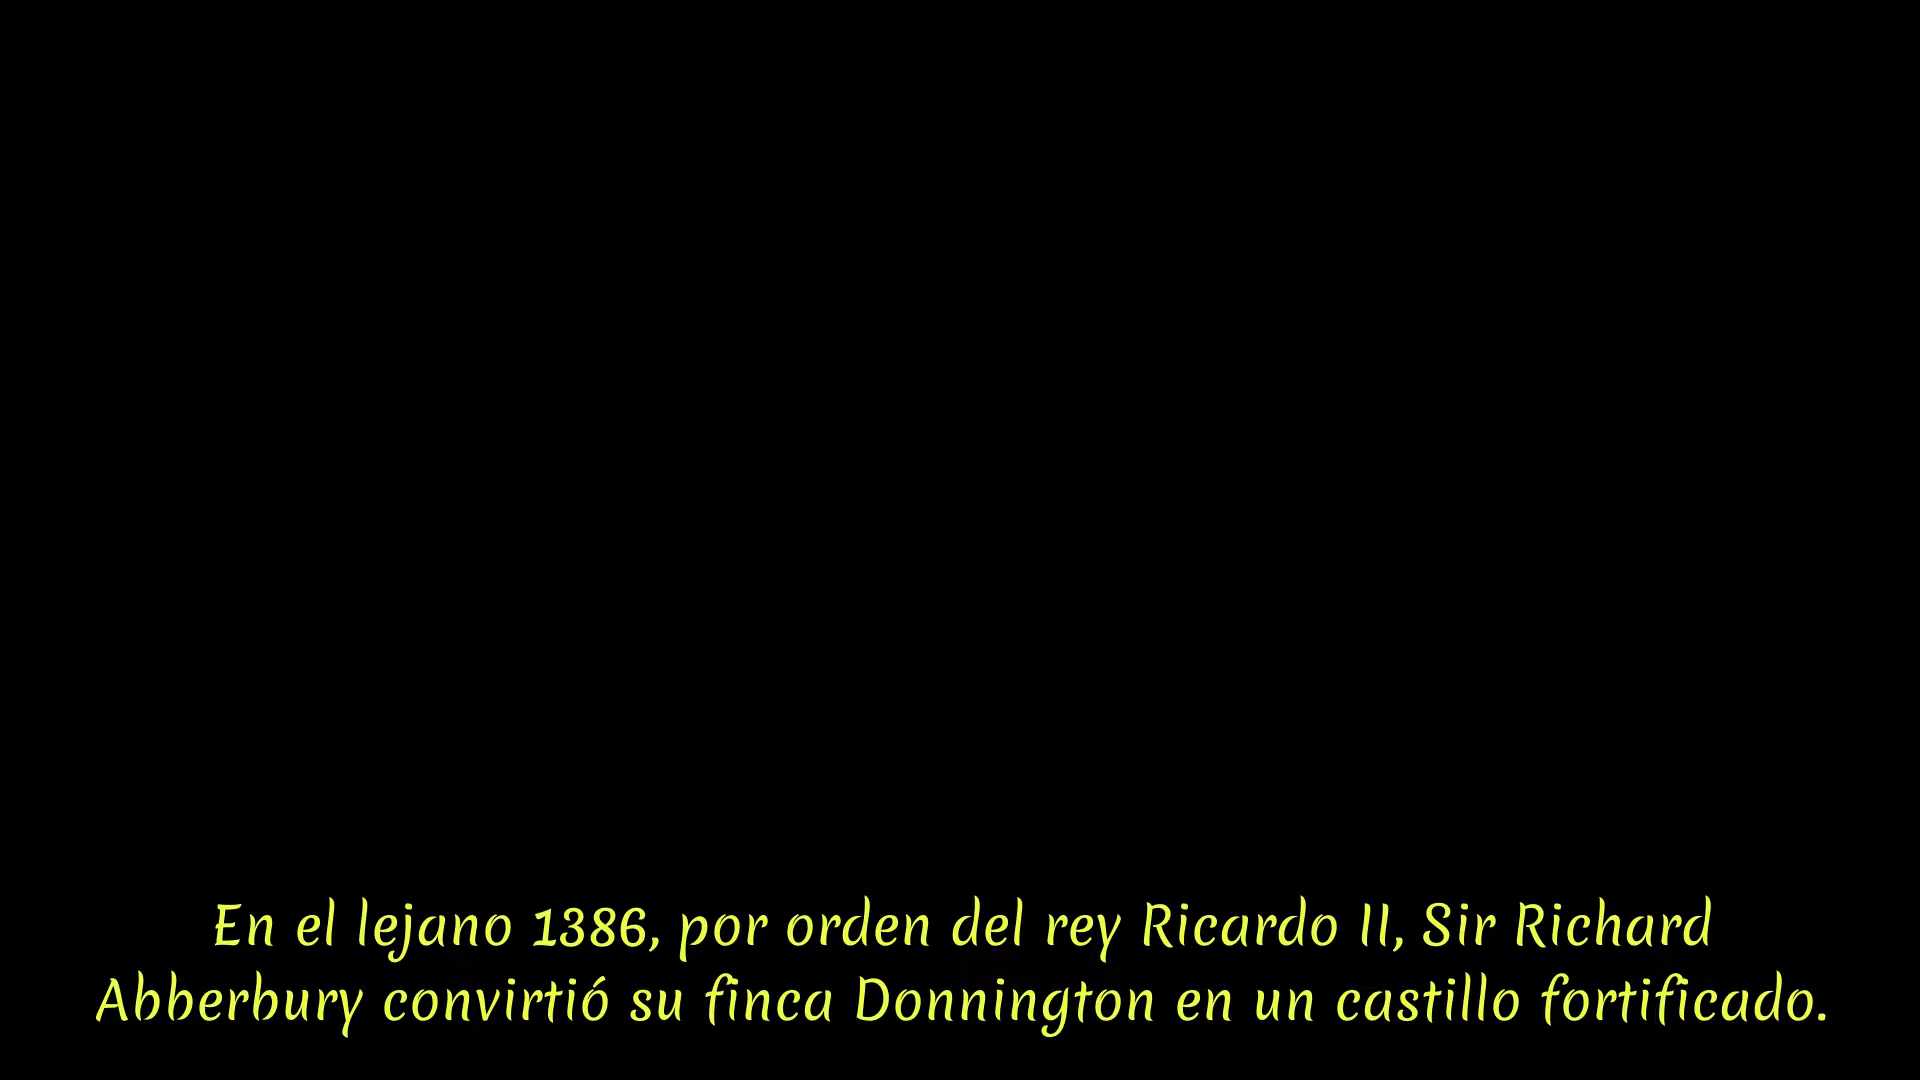 En el lejano 1386, por orden del rey Ricardo II, Sir Richard
Abberbury convirtió su finca Donnington en un castillo fortificado.